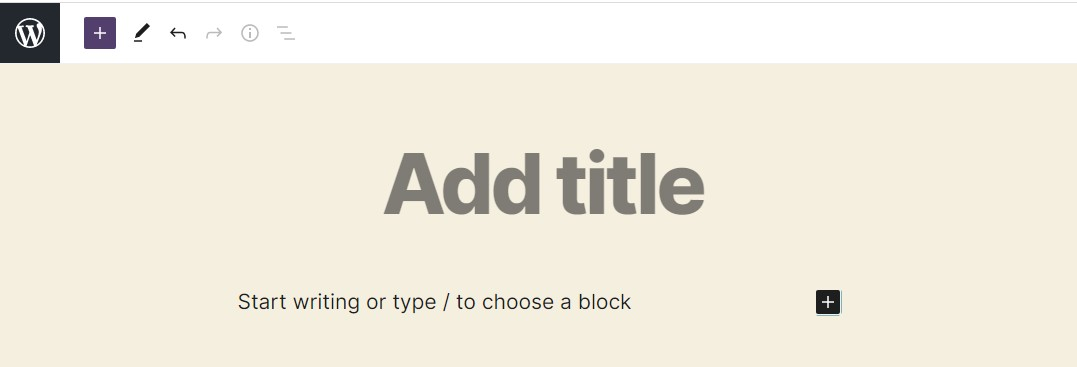 Add title
Start writing or type / to choose a block